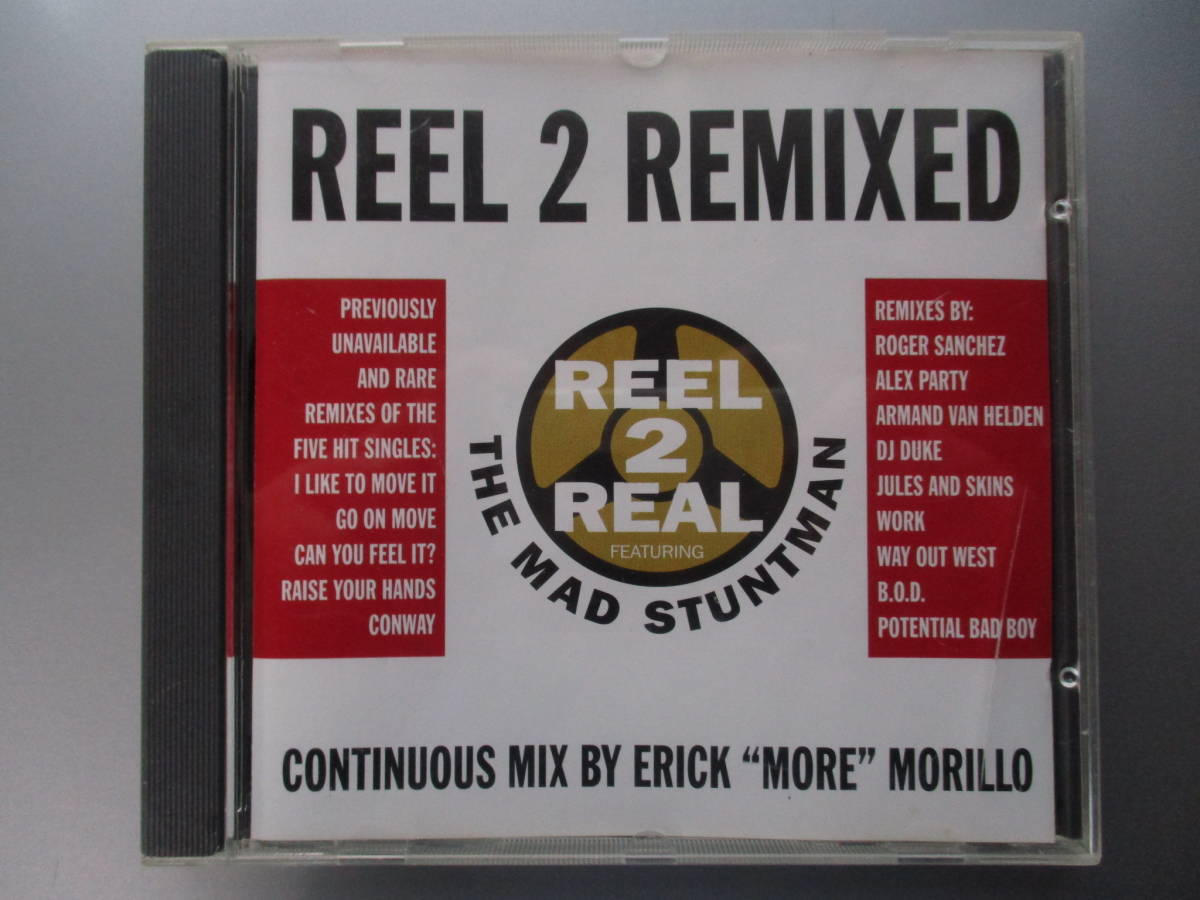 REEL 2 REMIXED
PREVIOUSLY
UNAVAILABLE
AND RARE
REMIXES OF THE
FIVE HIT SINGLES:
I LIKE TO MOVE IT
GO ON MOVE
CAN YOU FEEL IT?
RAISE YOUR HANDS
CONWAY
REEL
2
REAL
FEATURING
THE MAD STUNTMAN
REMIXES BY:
ROGER SANCHEZ
ALEX PARTY
ARMAND VAN HELDEN
DJ DUKE
JULES AND SKINS
WORK
WAY OUT WEST
B.O.D.
POTENTIAL BAD BOY
CONTINUOUS MIX BY ERICK “MORE” MORILLO